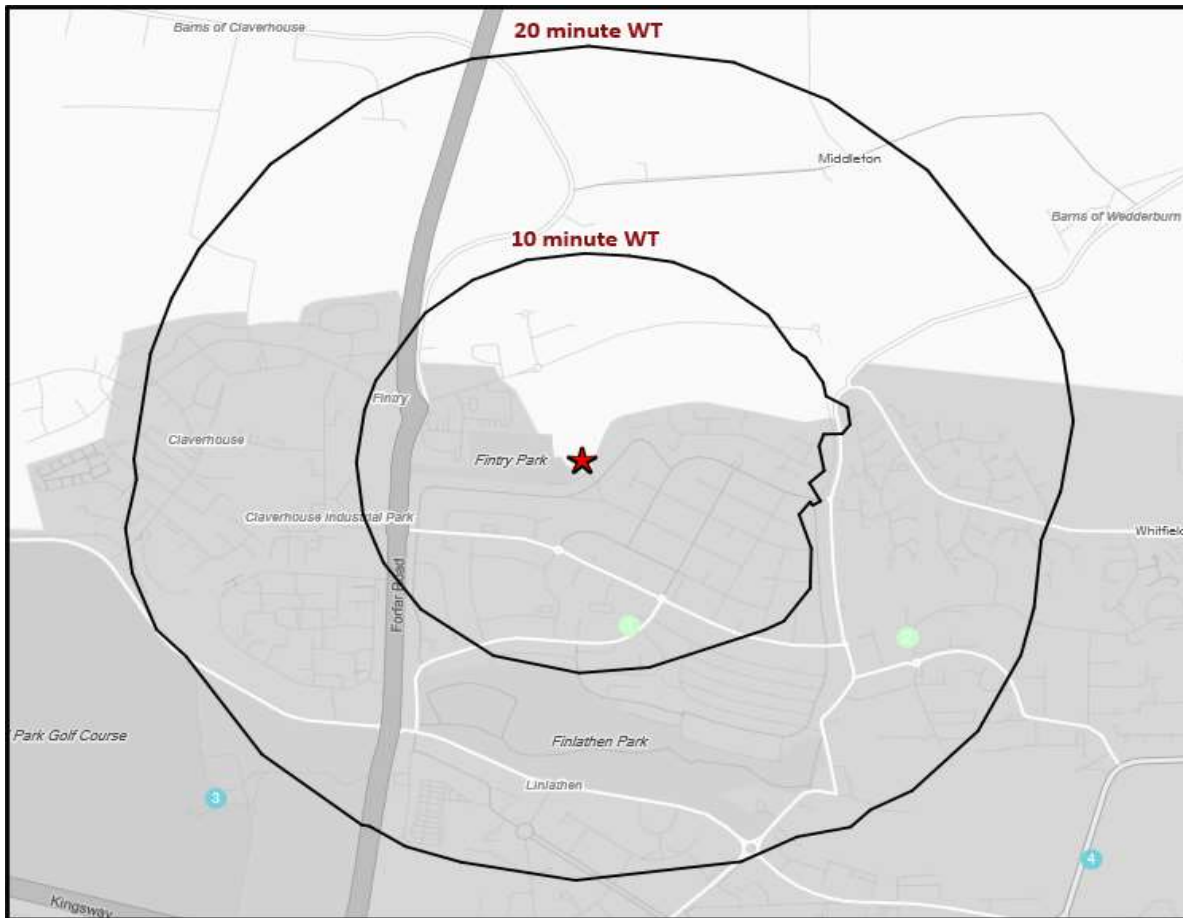 Barns of Claverhouse
20 minute WT
Middleton
Barns of Wedderburn
10 minute WT
Fintry
Claverhouse
Fintry Park
Claverhouse Industrial Park
Whitfield
Forfar Road
Park Golf Course
Finlathen Park
Linlathen
3
4
Kingsway